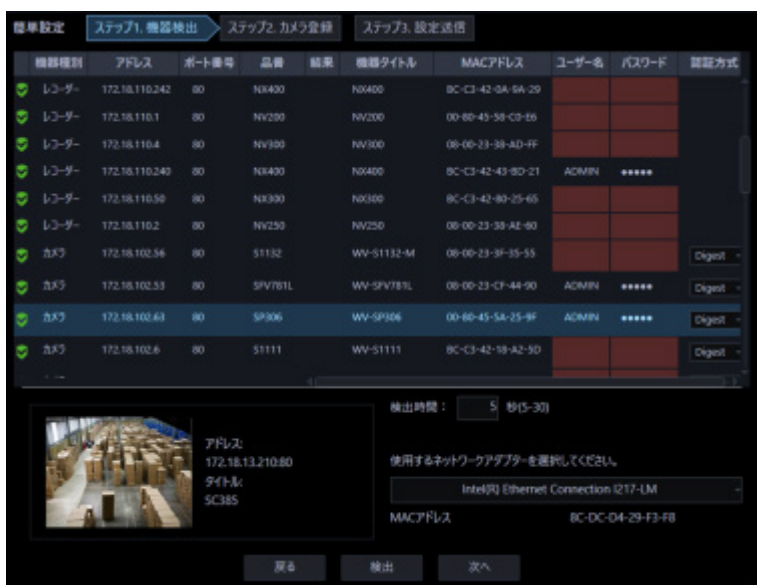 簡単設定 ステップ1. 機器検出 ステップ2. カメラ登録 ステップ3. 設定送信
機器種別 アドレス ポート番号 品番 結果 機器タイトル MACアドレス ユーザー名 パスワード 認証方式
レコーダー 172.18.110.242 80 NX400 NX400 BC-C3-42-0A-9A-29
レコーダー 172.18.110.1 80 NV200 NV200 00-80-45-58-C0-E6
レコーダー 172.18.110.4 80 NV300 NV300 08-00-23-38-AD-FF
レコーダー 172.18.110.240 80 NX400 NX400 BC-C3-42-43-BD-21 ADMIN •••••
レコーダー 172.18.110.50 80 NX300 NX300 BC-C3-42-80-25-65
レコーダー 172.18.110.2 80 NV250 NV250 08-00-23-38-AE-60
カメラ 172.18.102.56 80 S1132 WV-S1132-M 08-00-23-3F-35-55 Digest
カメラ 172.18.102.53 80 SFV781L WV-SFV781L 08-00-23-CF-44-90 ADMIN ••••• Digest
カメラ 172.18.102.63 80 SP306 WV-SP306 00-80-45-5A-25-9F ADMIN ••••• Digest
カメラ 172.18.102.6 80 S1111 WV-S1111 BC-C3-42-18-A2-5D Digest
検出時間: 5 秒(5-30)
アドレス:
172.18.13.210:80
タイトル:
SC385
使用するネットワークアダプターを選択してください。
Intel(R) Ethernet Connection I217-LM
MACアドレス 8C-DC-D4-29-F3-F8
戻る 検出 次へ